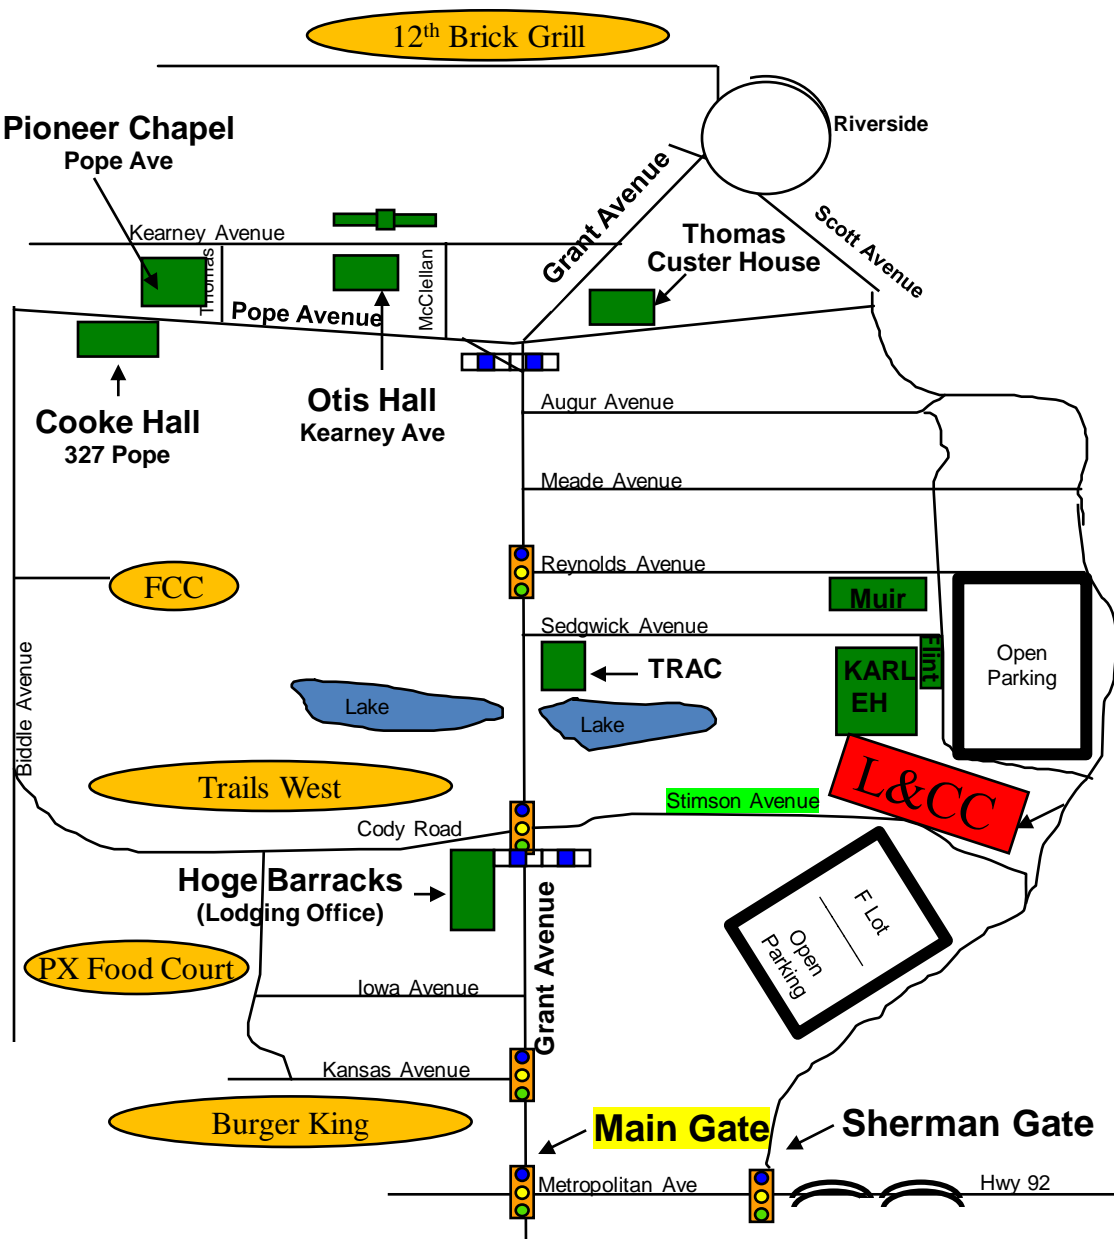 12th Brick Grill
Pioneer Chapel
Pope Ave
Riverside
Grant Avenue
Scott Avenue
Kearney Avenue
Thomas
McClellan
Thomas
Custer House
Pope Avenue
Otis Hall
Kearney Ave
Cooke Hall
327 Pope
Augur Avenue
Meade Avenue
Reynolds Avenue
FCC
Muir
Sedgwick Avenue
Flint
Open
Parking
TRAC
KARL
EH
Biddle Avenue
Lake
Lake
Trails West
L&CC
Stimson Avenue
Cody Road
Hoge Barracks
(Lodging Office)
F Lot
Open
Parking
PX Food Court
Iowa Avenue
Grant Avenue
Kansas Avenue
Burger King
Main Gate
Sherman Gate
Metropolitan Ave
Hwy 92